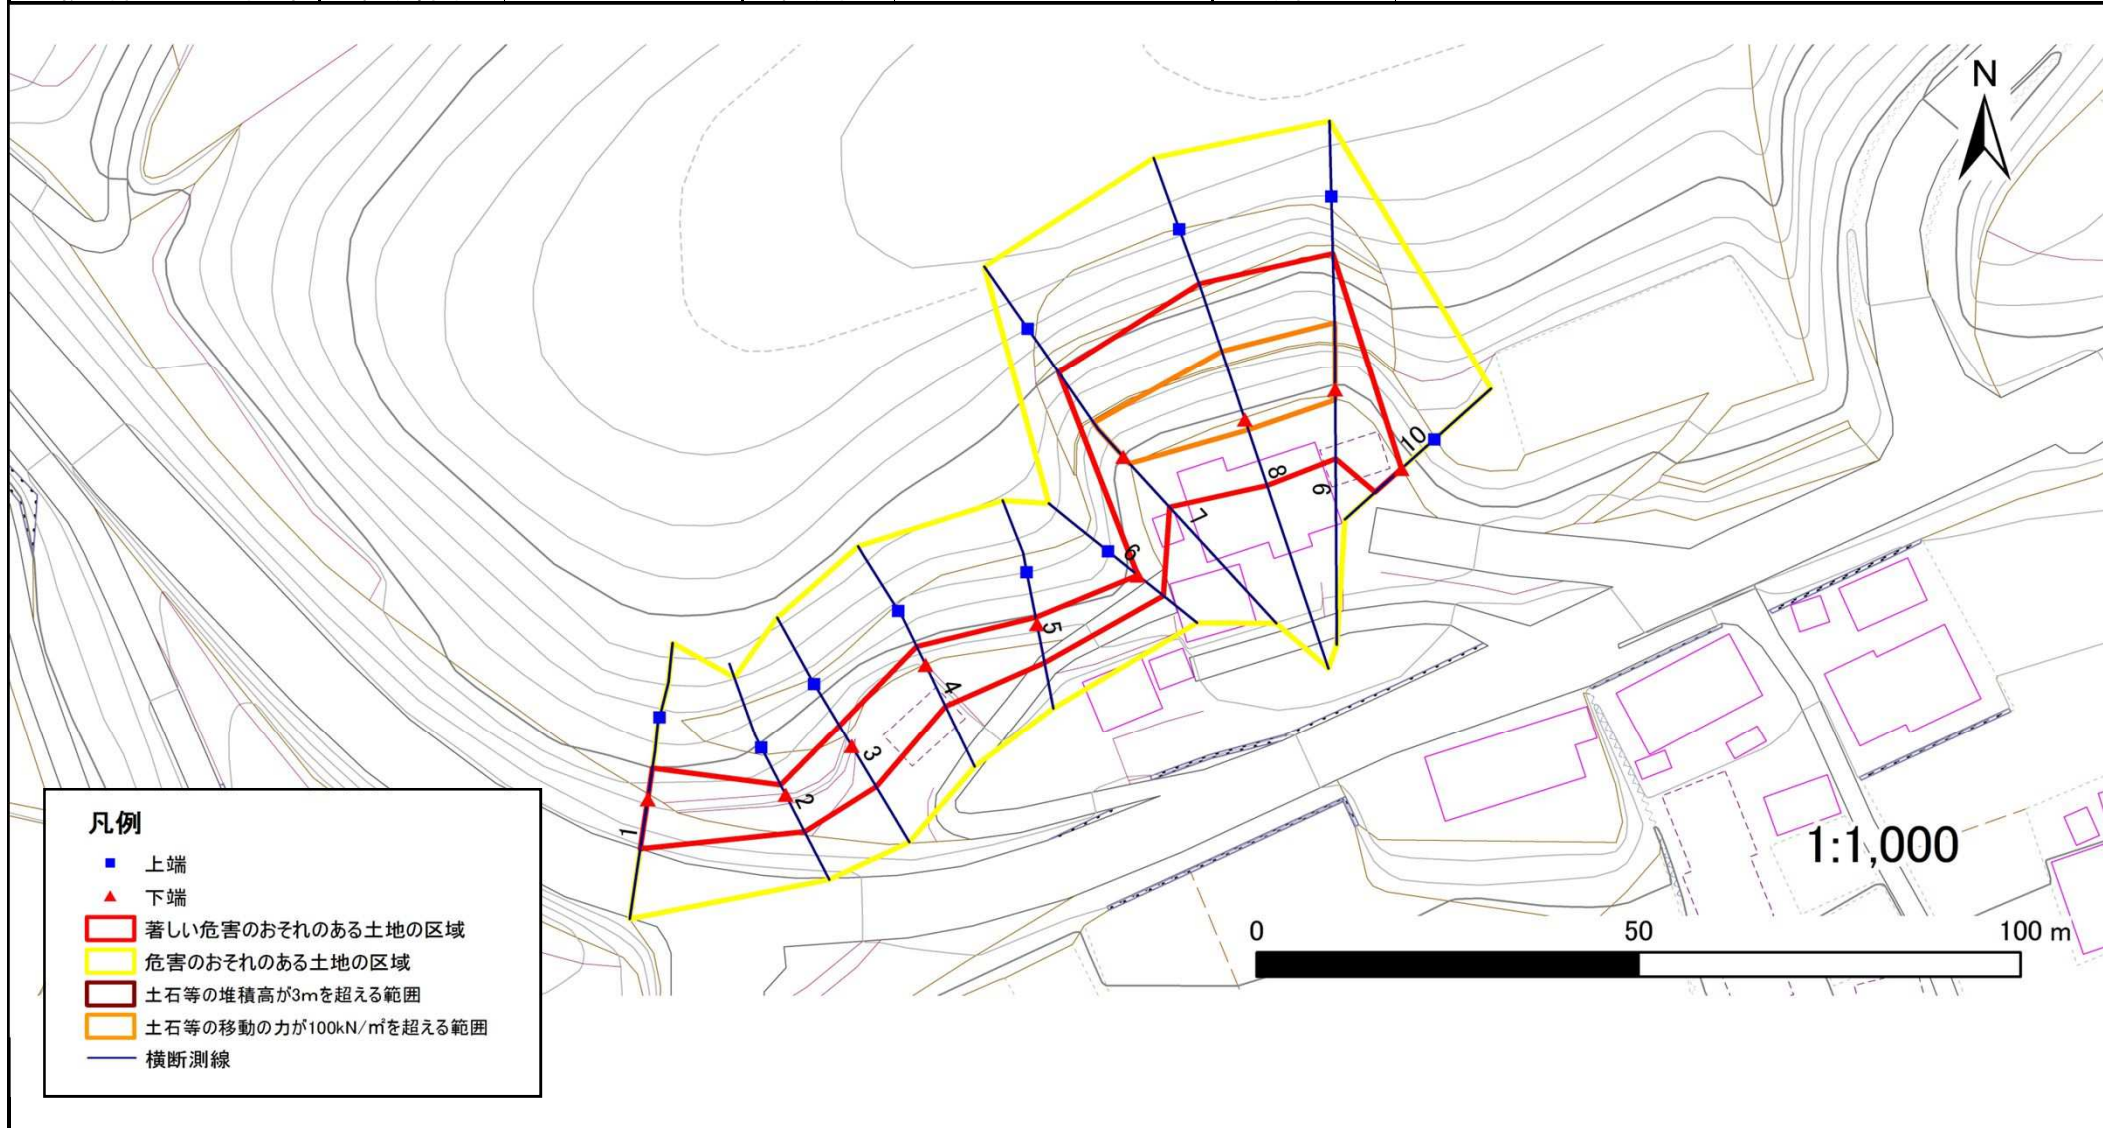 N
10
8
9
7
6
5
4
3
2
1
凡例
上端
下端
著しい危害のおそれのある土地の区域
危害のおそれのある土地の区域
土石等の堆積高が3mを超える範囲
土石等の移動の力が100kN/㎡を超える範囲
横断測線
1:1,000
0 50 100 m